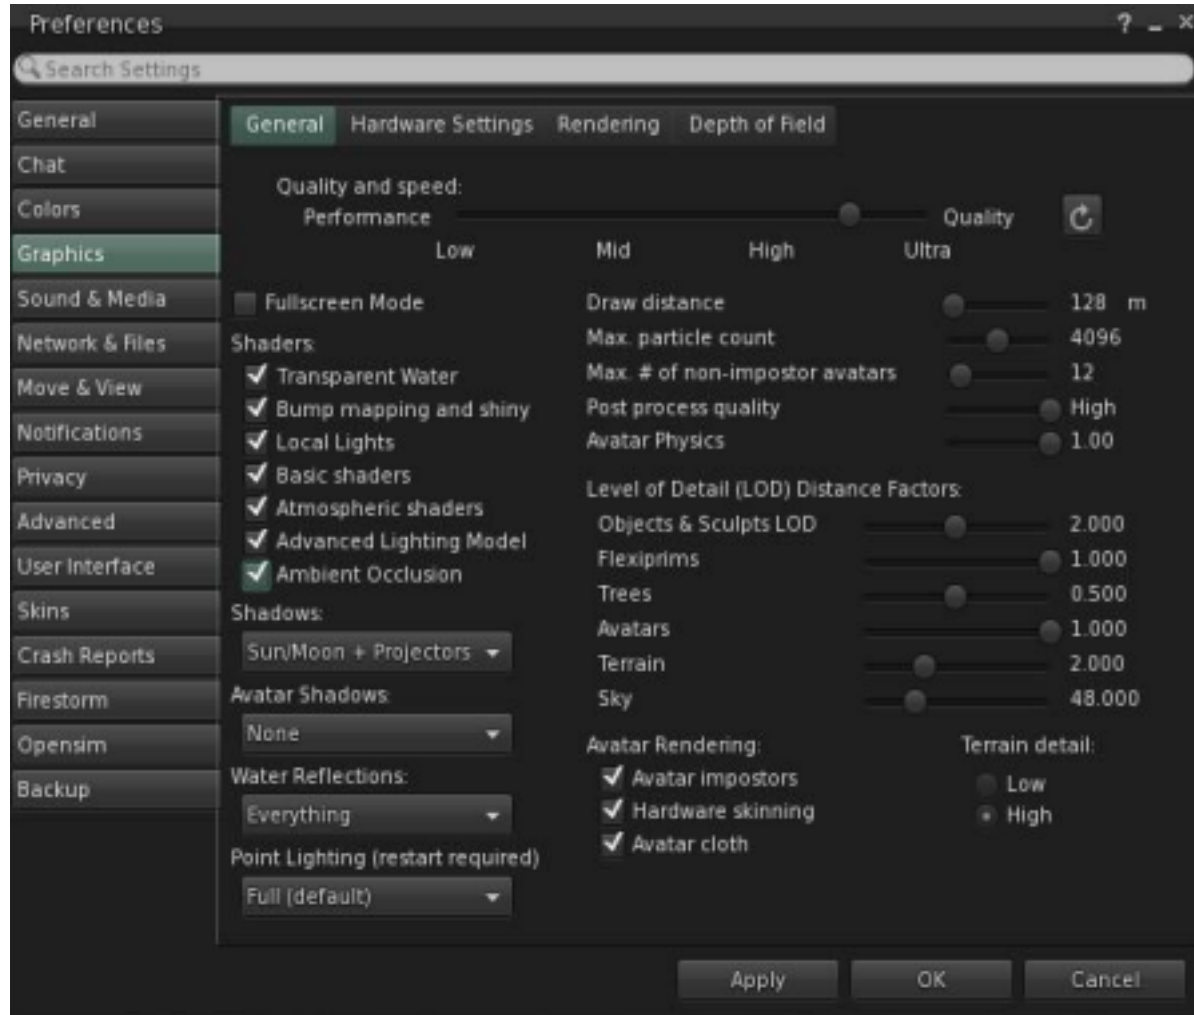 Preferences
? _ ×
Search Settings
General
Chat
Colors
Graphics
Sound & Media
Network & Files
Move & View
Notifications
Privacy
Advanced
User Interface
Skins
Crash Reports
Firestorm
Opensim
Backup
General Hardware Settings Rendering Depth of Field
Quality and speed:
Performance Quality
Low Mid High Ultra
Fullscreen Mode
Shaders:
Transparent Water
Bump mapping and shiny
Local Lights
Basic shaders
Atmospheric shaders
Advanced Lighting Model
Ambient Occlusion
Shadows:
Sun/Moon + Projectors
Avatar Shadows:
None
Water Reflections:
Everything
Point Lighting (restart required)
Full (default)
Draw distance 128 m
Max. particle count 4096
Max. # of non-impostor avatars 12
Post process quality High
Avatar Physics 1.00
Level of Detail (LOD) Distance Factors:
Objects & Sculpts LOD 2.000
Flexiprims 1.000
Trees 0.500
Avatars 1.000
Terrain 2.000
Sky 48.000
Avatar Rendering:
Avatar impostors
Hardware skinning
Avatar cloth
Terrain detail:
Low
High
Apply OK Cancel